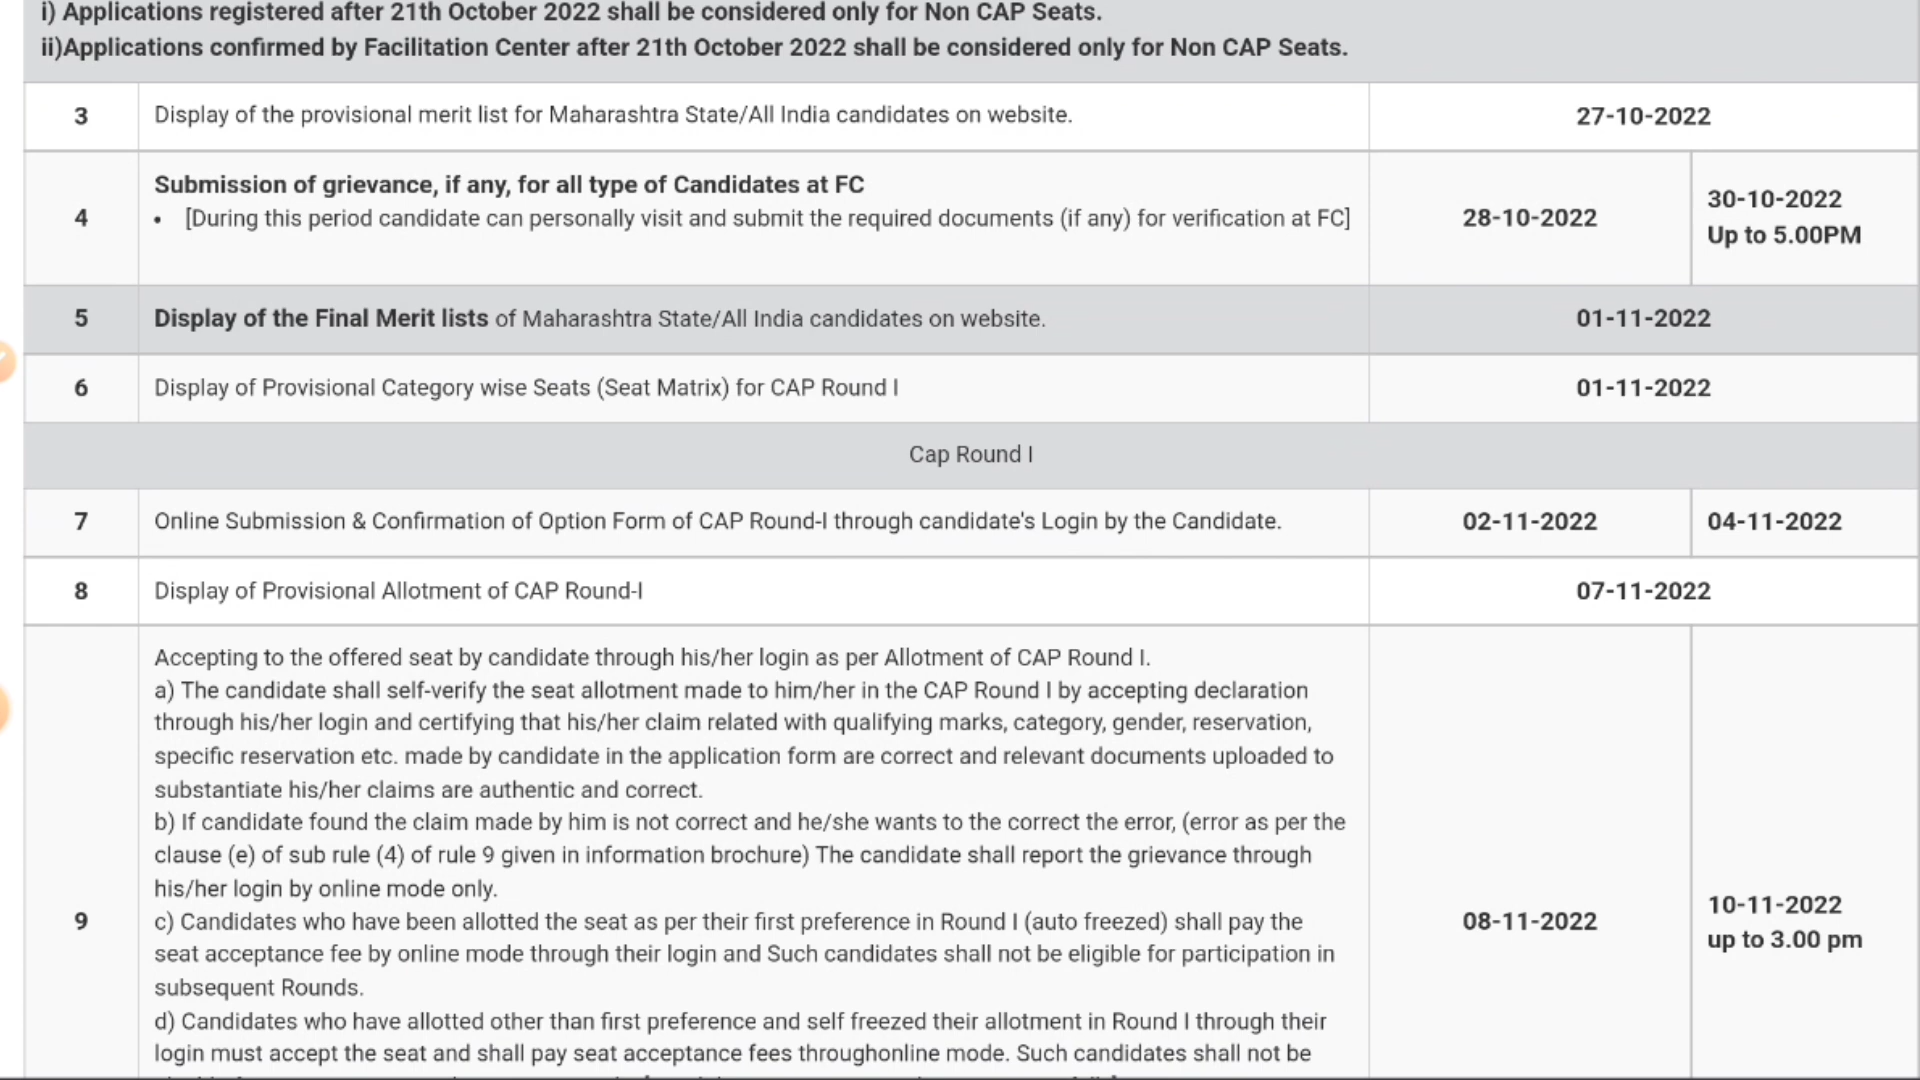 i) Applications registered after 21th October 2022 shall be considered only for Non CAP Seats.
ii)Applications confirmed by Facilitation Center after 21th October 2022 shall be considered only for Non CAP Seats.
3 Display of the provisional merit list for Maharashtra State/All India candidates on website. 27-10-2022
Submission of grievance, if any, for all type of Candidates at FC
• [During this period candidate can personally visit and submit the required documents (if any) for verification at FC]
4 28-10-2022 30-10-2022
Up to 5.00PM
5 Display of the Final Merit lists of Maharashtra State/All India candidates on website. 01-11-2022
6 Display of Provisional Category wise Seats (Seat Matrix) for CAP Round I 01-11-2022
Cap Round I
7 Online Submission & Confirmation of Option Form of CAP Round-I through candidate's Login by the Candidate. 02-11-2022 04-11-2022
8 Display of Provisional Allotment of CAP Round-I 07-11-2022
9
Accepting to the offered seat by candidate through his/her login as per Allotment of CAP Round I.
a) The candidate shall self-verify the seat allotment made to him/her in the CAP Round I by accepting declaration
through his/her login and certifying that his/her claim related with qualifying marks, category, gender, reservation,
specific reservation etc. made by candidate in the application form are correct and relevant documents uploaded to
substantiate his/her claims are authentic and correct.
b) If candidate found the claim made by him is not correct and he/she wants to the correct the error, (error as per the
clause (e) of sub rule (4) of rule 9 given in information brochure) The candidate shall report the grievance through
his/her login by online mode only.
c) Candidates who have been allotted the seat as per their first preference in Round I (auto freezed) shall pay the
seat acceptance fee by online mode through their login and Such candidates shall not be eligible for participation in
subsequent Rounds.
d) Candidates who have allotted other than first preference and self freezed their allotment in Round I through their
login must accept the seat and shall pay seat acceptance fees throughonline mode. Such candidates shall not be
08-11-2022
10-11-2022
up to 3.00 pm